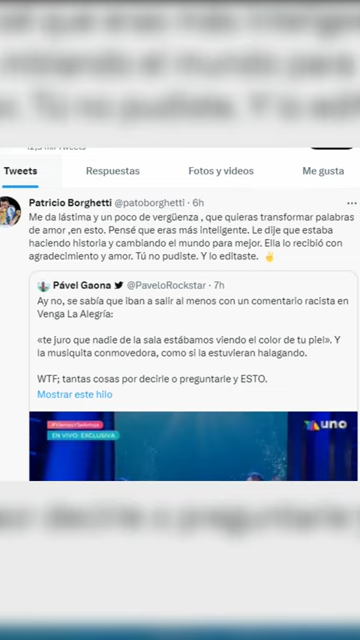 12,5 mil Tweets
Tweets Respuestas Fotos y videos Me gusta
Patricio Borghetti @patoborghetti · 6h
Me da lástima y un poco de vergüenza , que quieras transformar palabras
de amor ,en esto. Pensé que eras más inteligente. Le dije que estaba
haciendo historia y cambiando el mundo para mejor. Ella lo recibió con
agradecimiento y amor. Tú no pudiste. Y lo editaste. ✌
Pável Gaona @PaveloRockstar · 7h
Ay no, se sabía que iban a salir al menos con un comentario racista en
Venga La Alegría:
«te juro que nadie de la sala estábamos viendo el color de tu piel». Y
la musiquita conmovedora, como si la estuvieran halagando.
WTF; tantas cosas por decirle o preguntarle y ESTO.
Mostrar este hilo
EN VIVO: EXCLUSIVA
uno